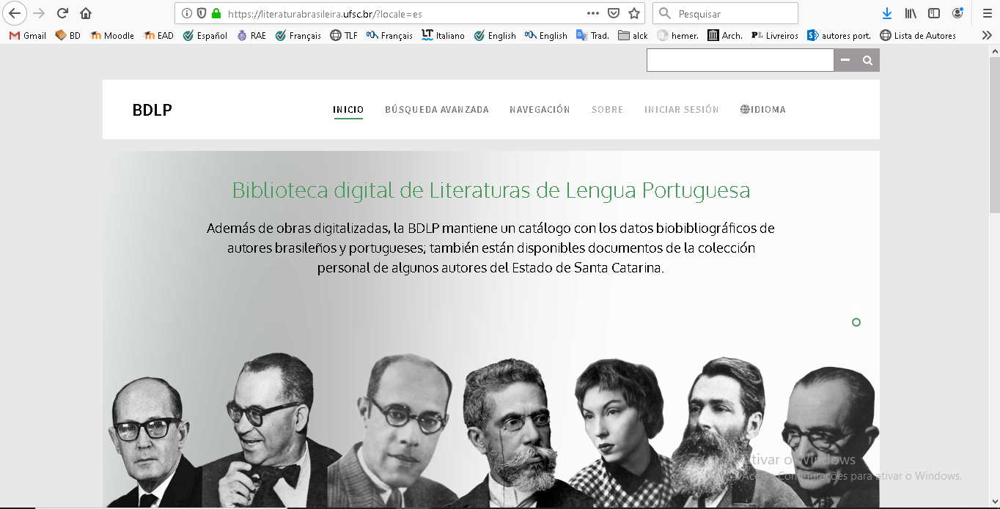 https://literaturabrasileira.ufsc.br/?locale=es
Pesquisar
Gmail BD Moodle EAD Español RAE Français TLF Français Italiano English English Trad. alck hemer. Arch. Livreiros autores port. Lista de Autores
BDLP INICIO BÚSQUEDA AVANZADA NAVEGACIÓN SOBRE INICIAR SESIÓN IDIOMA
Biblioteca digital de Literaturas de Lengua Portuguesa
Además de obras digitalizadas, la BDLP mantiene un catálogo con los datos biobibliográficos de
autores brasileños y portugueses; también están disponibles documentos de la colección
personal de algunos autores del Estado de Santa Catarina.
Ativar o Windows
Acesse Configurações para ativar o Windows.